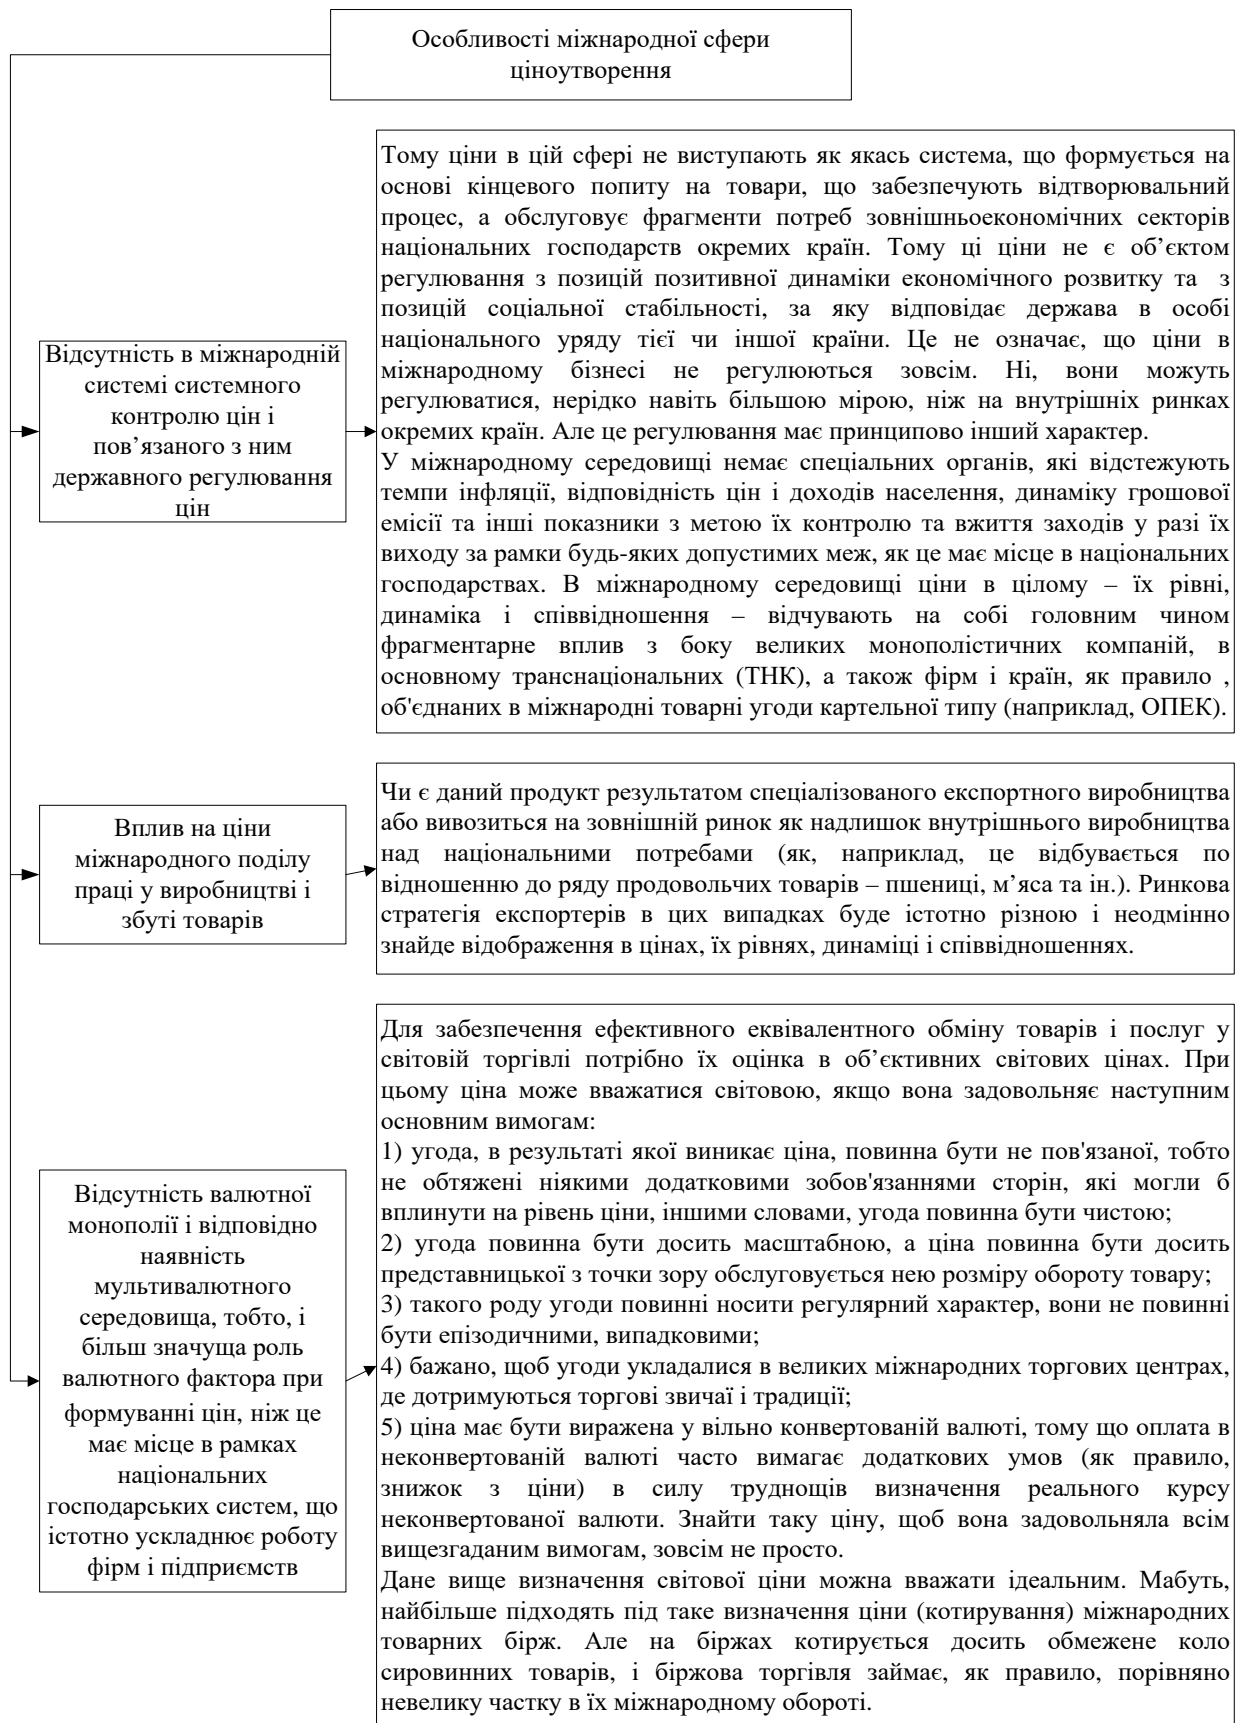 Особливості міжнародної сфери
ціноутворення
Відсутність в міжнародній
системі системного
контролю цін і
пов’язаного з ним
державного регулювання
цін
Тому ціни в цій сфері не виступають як якась система, що формується на
основі кінцевого попиту на товари, що забезпечують відтворювальний
процес, а обслуговує фрагменти потреб зовнішньоекономічних секторів
національних господарств окремих країн. Тому ці ціни не є об’єктом
регулювання з позицій позитивної динаміки економічного розвитку та з
позицій соціальної стабільності, за яку відповідає держава в особі
національного уряду тієї чи іншої країни. Це не означає, що ціни в
міжнародному бізнесі не регулюються зовсім. Ні, вони можуть
регулюватися, нерідко навіть більшою мірою, ніж на внутрішніх ринках
окремих країн. Але це регулювання має принципово інший характер.
У міжнародному середовищі немає спеціальних органів, які відстежують
темпи інфляції, відповідність цін і доходів населення, динаміку грошової
емісії та інші показники з метою їх контролю та вжиття заходів у разі їх
виходу за рамки будь-яких допустимих меж, як це має місце в національних
господарствах. В міжнародному середовищі ціни в цілому – їх рівні,
динаміка і співвідношення – відчувають на собі головним чином
фрагментарне вплив з боку великих монополістичних компаній, в
основному транснаціональних (ТНК), а також фірм і країн, як правило ,
об'єднаних в міжнародні товарні угоди картельної типу (наприклад, ОПЕК).
Вплив на ціни
міжнародного поділу
праці у виробництві і
збуті товарів
Чи є даний продукт результатом спеціалізованого експортного виробництва
або вивозиться на зовнішній ринок як надлишок внутрішнього виробництва
над національними потребами (як, наприклад, це відбувається по
відношенню до ряду продовольчих товарів – пшениці, м’яса та ін.). Ринкова
стратегія експортерів в цих випадках буде істотно різною і неодмінно
знайде відображення в цінах, їх рівнях, динаміці і співвідношеннях.
Відсутність валютної
монополії і відповідно
наявність
мультивалютного
середовища, тобто, і
більш значуща роль
валютного фактора при
формуванні цін, ніж це
має місце в рамках
національних
господарських систем, що
істотно ускладнює роботу
фірм і підприємств
Для забезпечення ефективного еквівалентного обміну товарів і послуг у
світовій торгівлі потрібно їх оцінка в об’єктивних світових цінах. При
цьому ціна може вважатися світовою, якщо вона задовольняє наступним
основним вимогам:
1) угода, в результаті якої виникає ціна, повинна бути не пов'язаної, тобто
не обтяжені ніякими додатковими зобов'язаннями сторін, які могли б
вплинути на рівень ціни, іншими словами, угода повинна бути чистою;
2) угода повинна бути досить масштабною, а ціна повинна бути досить
представницької з точки зору обслуговується нею розміру обороту товару;
3) такого роду угоди повинні носити регулярний характер, вони не повинні
бути епізодичними, випадковими;
4) бажано, щоб угоди укладалися в великих міжнародних торгових центрах,
де дотримуються торгові звичаї і традиції;
5) ціна має бути виражена у вільно конвертованій валюті, тому що оплата в
неконвертованій валюті часто вимагає додаткових умов (як правило,
знижок з ціни) в силу труднощів визначення реального курсу
неконвертованої валюти. Знайти таку ціну, щоб вона задовольняла всім
вищезгаданим вимогам, зовсім не просто.
Дане вище визначення світової ціни можна вважати ідеальним. Мабуть,
найбільше підходять під таке визначення ціни (котирування) міжнародних
товарних бірж. Але на біржах котирується досить обмежене коло
сировинних товарів, і біржова торгівля займає, як правило, порівняно
невелику частку в їх міжнародному обороті.